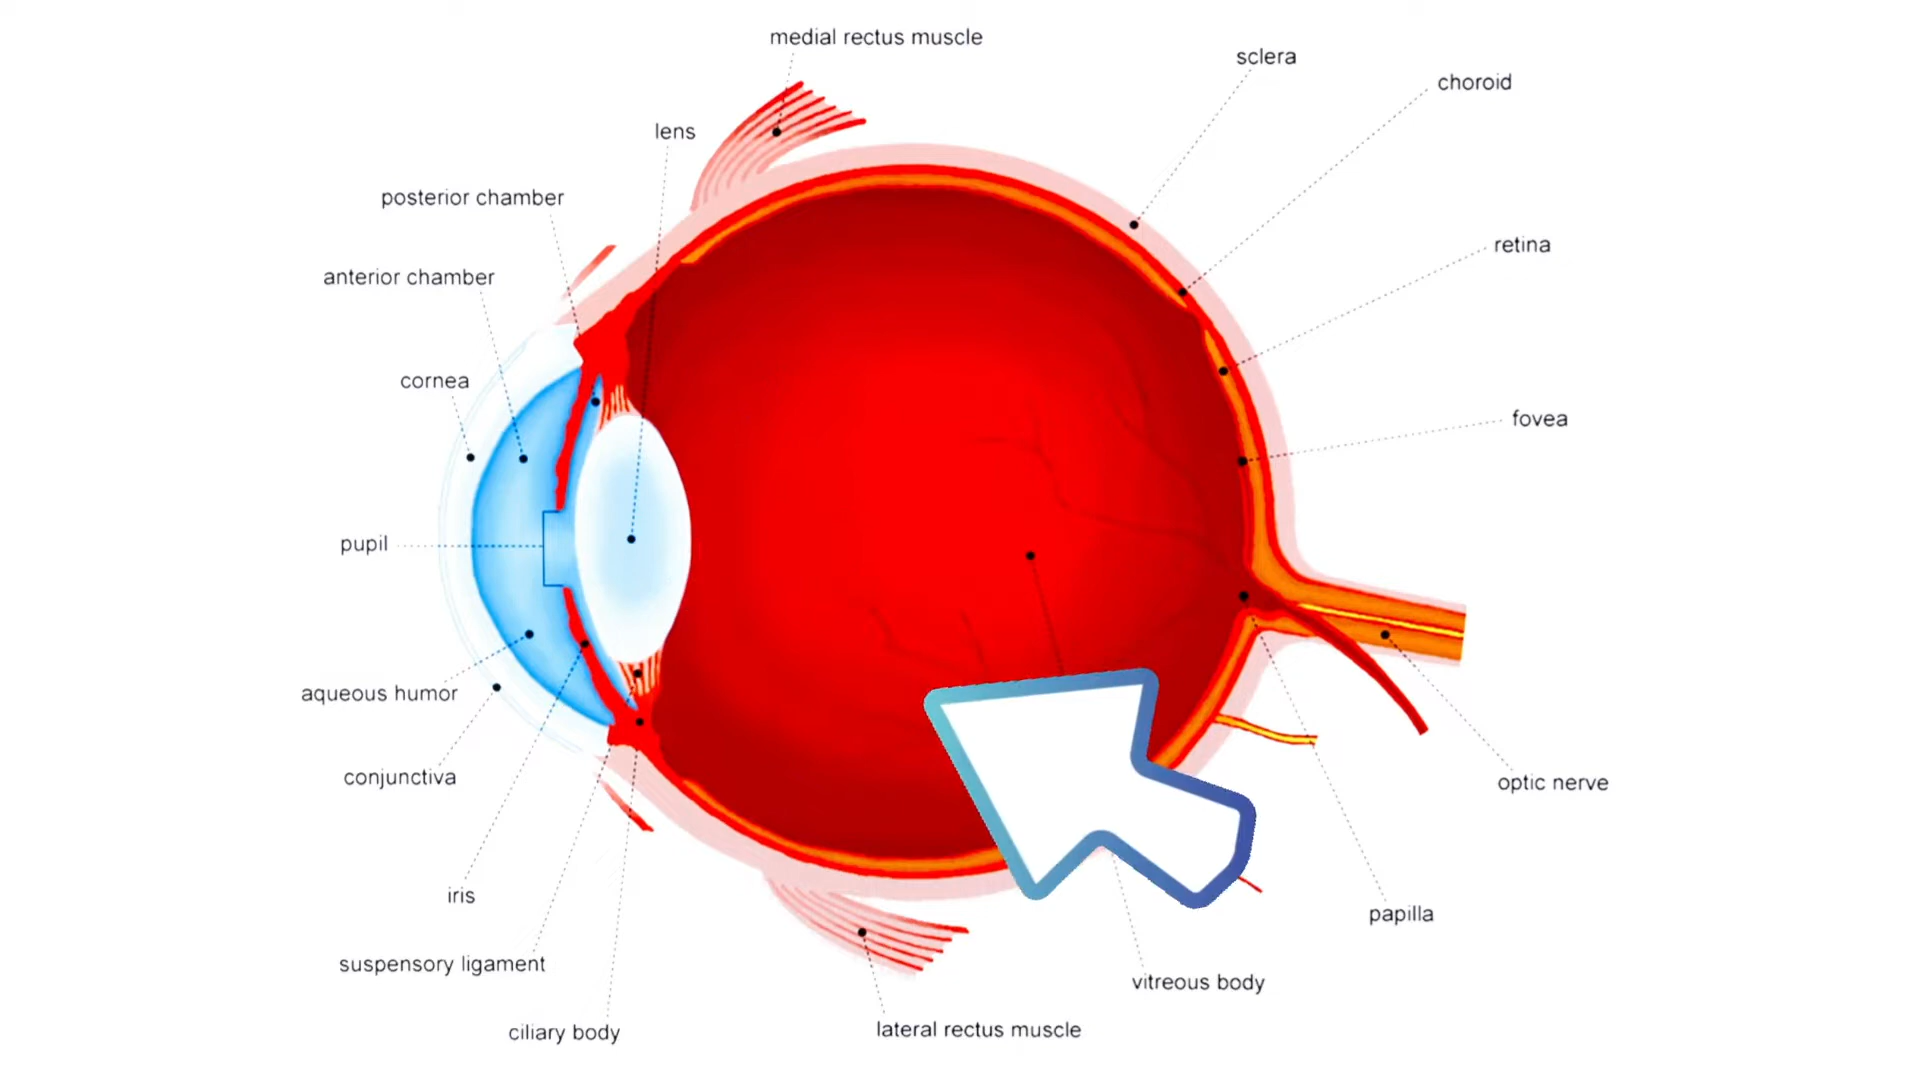 medial rectus muscle
sclera
choroid
lens
posterior chamber
retina
anterior chamber
cornea
fovea
pupil
aqueous humor
conjunctiva
optic nerve
iris
papilla
suspensory ligament
vitreous body
ciliary body
lateral rectus muscle